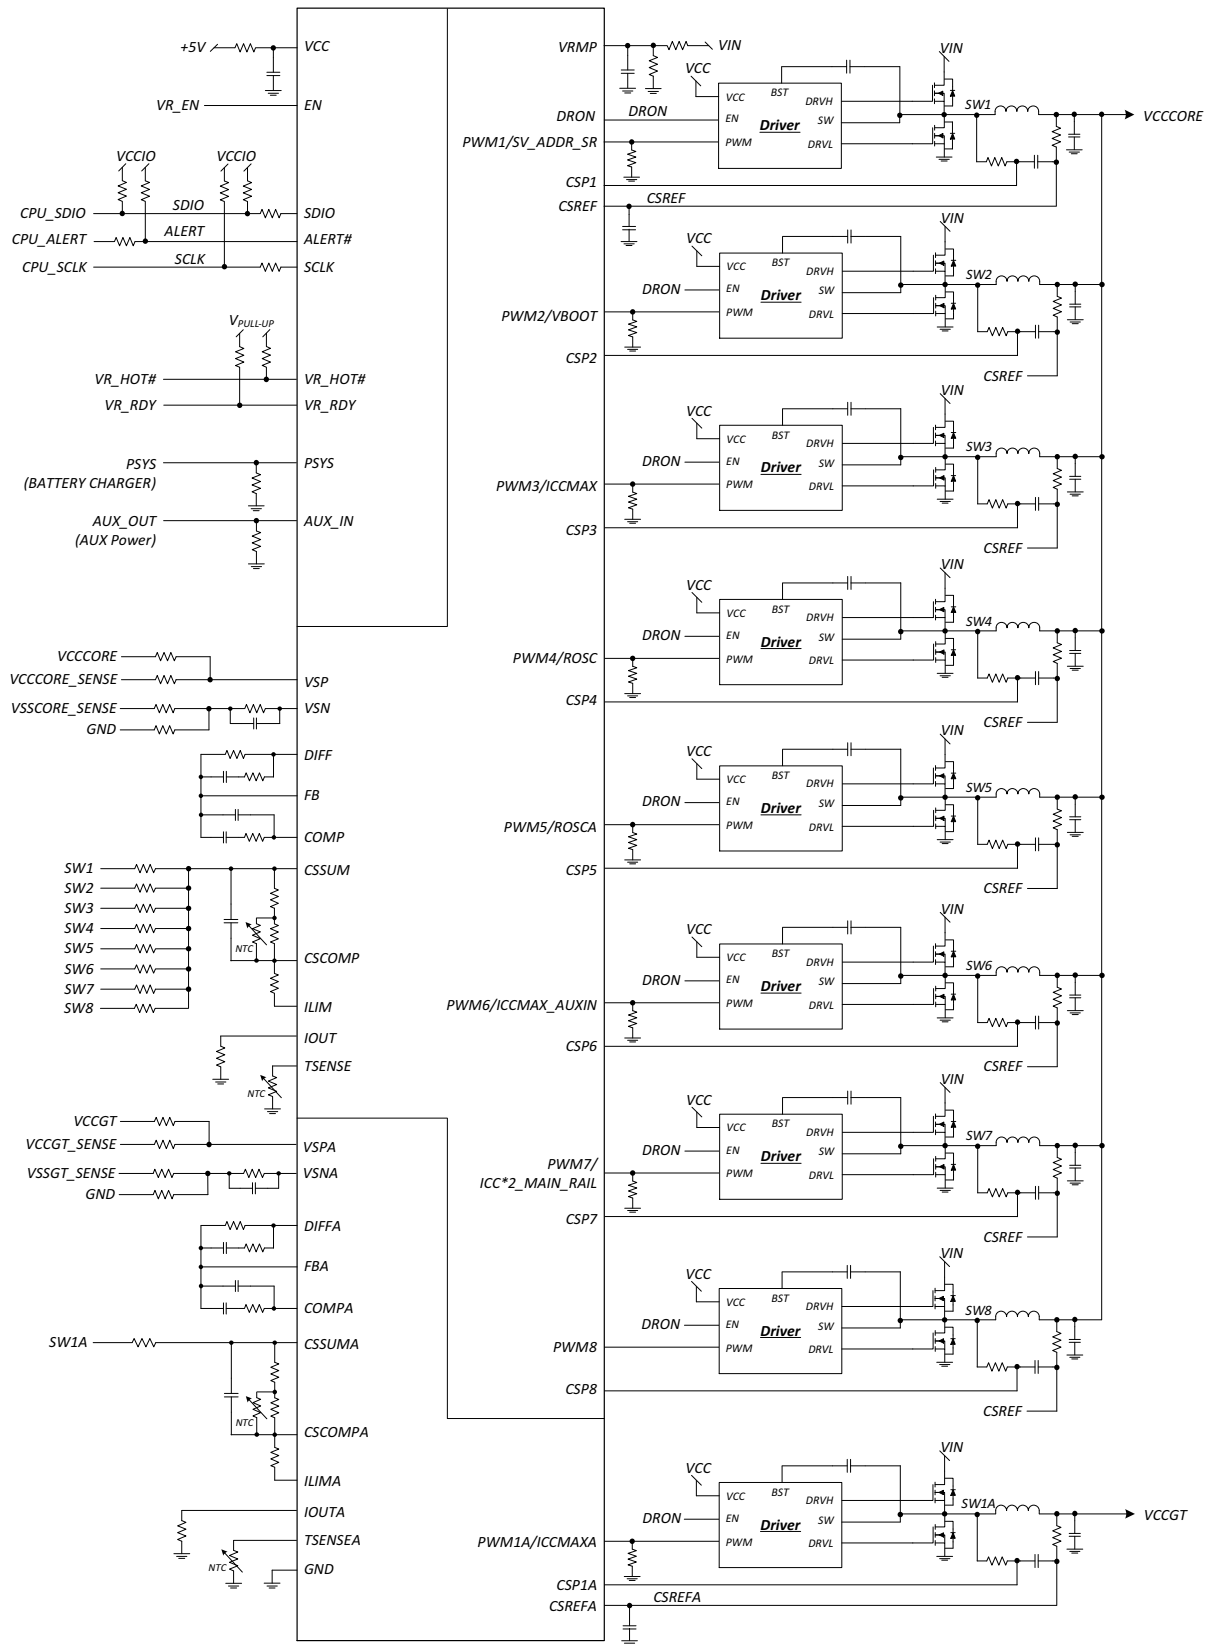 +5V
VCC
VR_EN
EN
VCCIO
VCCIO
CPU_SDIO
SDIO
SDIO
CPU_ALERT
ALERT
ALERT#
CPU_SCLK
SCLK
SCLK
VPULL-UP
VR_HOT#
VR_HOT#
VR_RDY
VR_RDY
PSYS
(BATTERY CHARGER)
PSYS
AUX_OUT
(AUX Power)
AUX_IN
VCCCORE
VCCCORE_SENSE
VSP
VSSCORE_SENSE
VSN
GND
DIFF
FB
COMP
SW1
CSSUM
SW2
SW3
SW4
SW5
NTC
SW6
CSCOMP
SW7
SW8
ILIM
IOUT
TSENSE
NTC
VCCGT
VCCGT_SENSE
VSPA
VSSGT_SENSE
VSNA
GND
DIFFA
FBA
COMPA
SW1A
CSSUMA
NTC
CSCOMPA
ILIMA
IOUTA
TSENSEA
NTC
GND
VRMP
VIN
VCC
VIN
VCC
BST
DRVH
SW1
VCCCORE
DRON
DRON
EN
Driver
SW
PWM1/SV_ADDR_SR
PWM
DRVL
CSP1
CSREF
CSREF
VIN
VCC
VCC
BST
DRVH
SW2
DRON
EN
Driver
SW
PWM2/VBOOT
PWM
DRVL
CSP2
CSREF
VIN
VCC
VCC
BST
DRVH
SW3
DRON
EN
Driver
SW
PWM3/ICCMAX
PWM
DRVL
CSP3
CSREF
VIN
VCC
VCC
BST
DRVH
SW4
DRON
EN
Driver
SW
PWM4/ROSC
PWM
DRVL
CSP4
CSREF
VIN
VCC
VCC
BST
DRVH
SW5
DRON
EN
Driver
SW
PWM5/ROSCA
PWM
DRVL
CSP5
CSREF
VIN
VCC
VCC
BST
DRVH
SW6
DRON
EN
Driver
SW
PWM6/ICCMAX_AUXIN
PWM
DRVL
CSP6
CSREF
VIN
VCC
VCC
BST
DRVH
SW7
DRON
EN
Driver
SW
PWM7/
ICC*2_MAIN_RAIL
PWM
DRVL
CSP7
CSREF
VIN
VCC
VCC
BST
DRVH
SW8
DRON
EN
Driver
SW
PWM8
PWM
DRVL
CSP8
CSREF
VIN
VCC
VCC
BST
DRVH
SW1A
VCCGT
DRON
EN
Driver
SW
PWM1A/ICCMAXA
PWM
DRVL
CSP1A
CSREFA
CSREFA